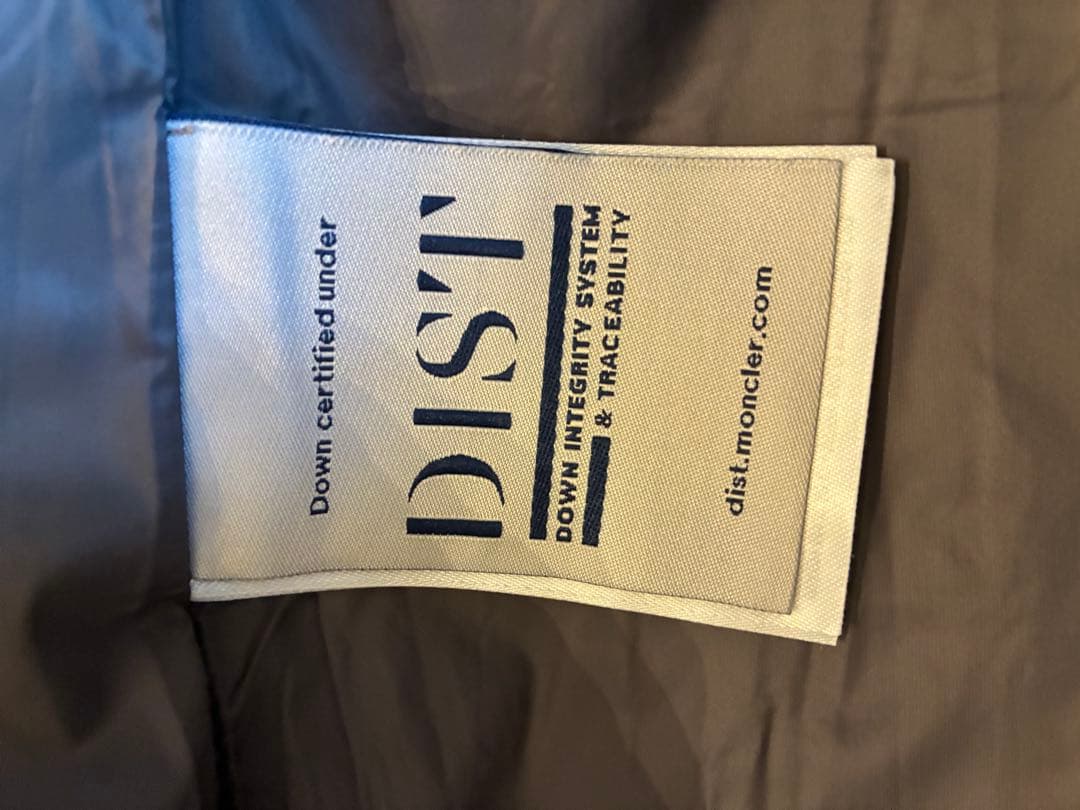 Down certified under
DIST
DOWN INTEGRITY SYSTEM
& TRACEABILITY
dist.moncler.com